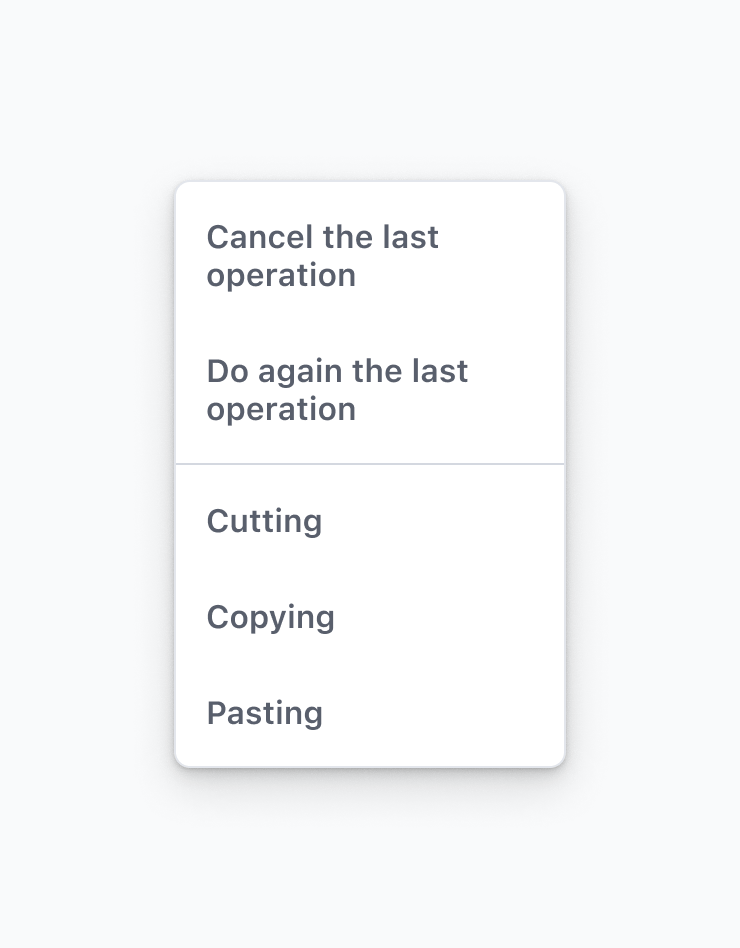 Cancel the last
operation
Do again the last
operation
Cutting
Copying
Pasting